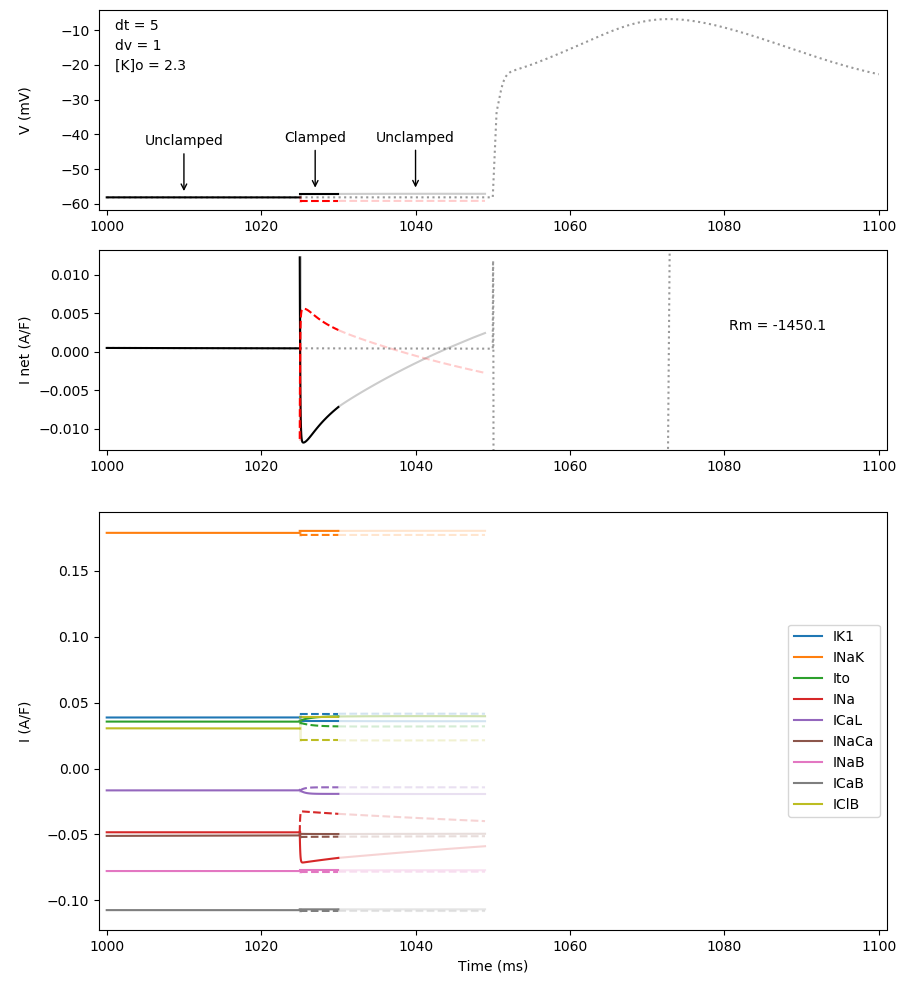 dt = 5
dv = 1
[K]o = 2.3
Unclamped
Clamped
Unclamped
V (mV)
−10
−20
−30
−40
−50
−60
1000
1020
1040
1060
1080
1100
I net (A/F)
0.010
0.005
0.000
−0.005
−0.010
Rm = -1450.1
1000
1020
1040
1060
1080
1100
I (A/F)
0.15
0.10
0.05
0.00
−0.05
−0.10
IK1
INaK
Ito
INa
ICaL
INaCa
INaB
ICaB
IClB
1000
1020
1040
1060
1080
1100
Time (ms)